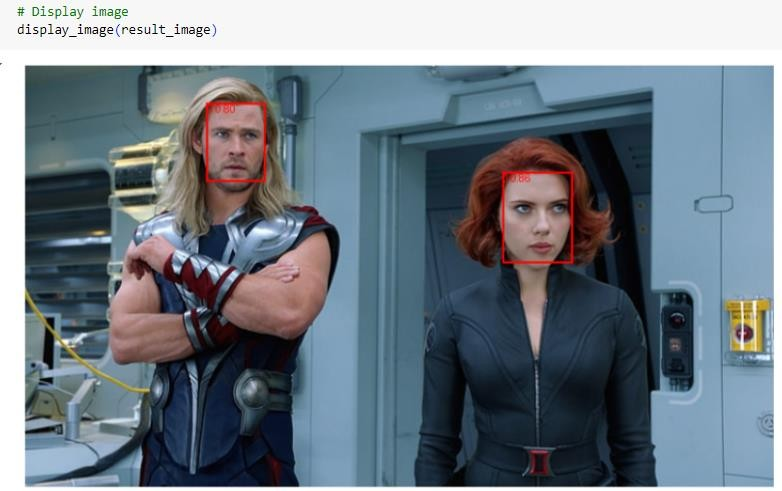 # Display image
display_image(result_image)
0.80
0.86